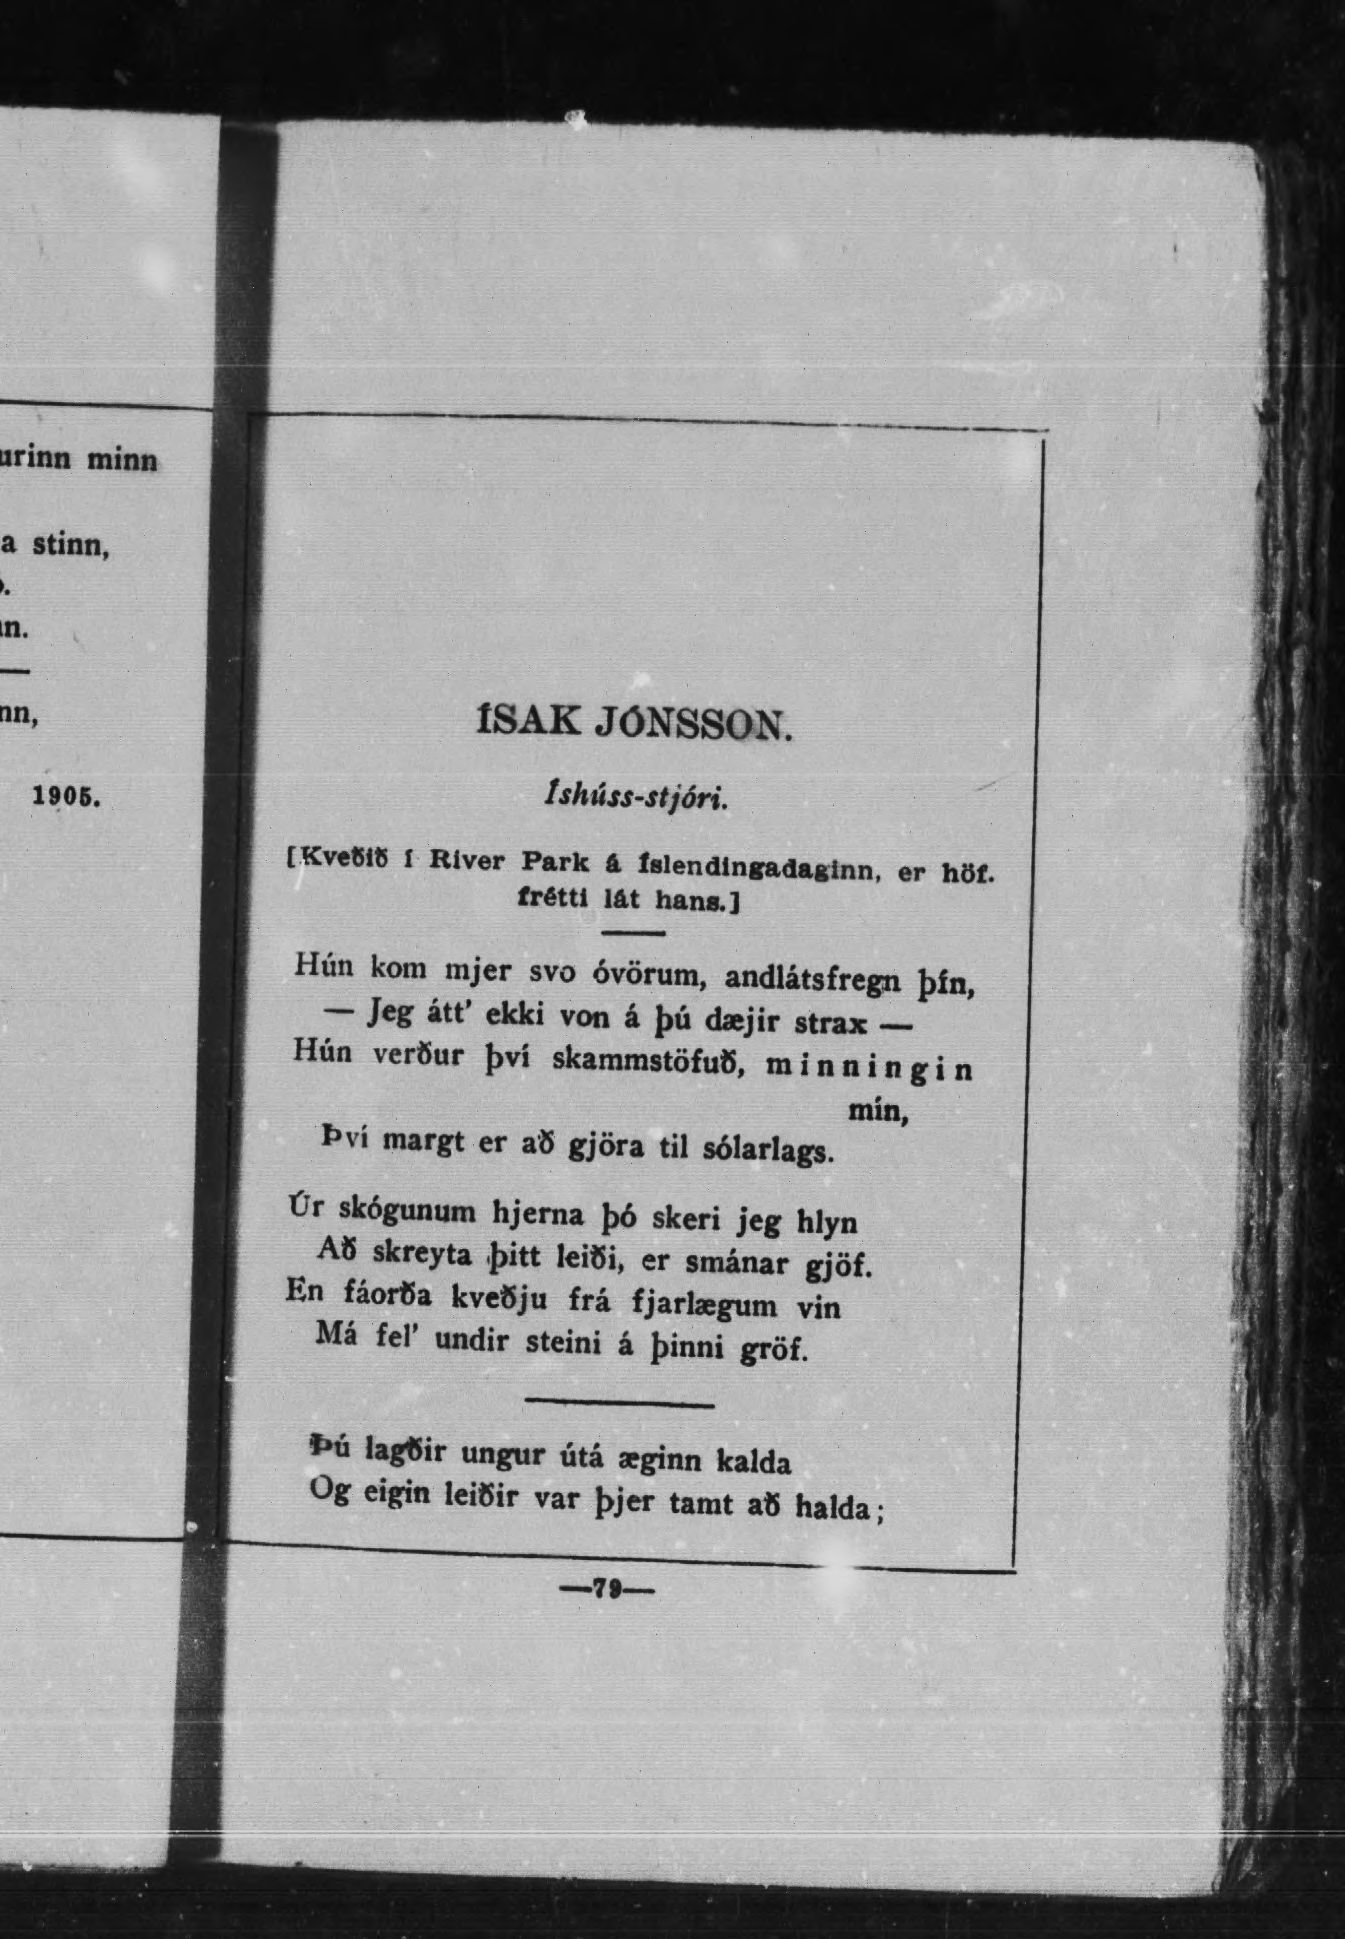 urinn minn
a stinn,
nn,
1905.
ÍSAK JÓNSSON.
Íshúss-stjóri.
[Kveðið í River Park á Íslendingadaginn, er höf.
frétti lát hans.]
Hún kom mjer svo óvörum, andlátsfregn þín,
— Jeg átt' ekki von á þú dæjir strax —
Hún verður því skammstöfuð, minningin
mín,
Því margt er að gjöra til sólarlags.
Úr skógunum hjerna þó skeri jeg hlyn
Að skreyta þitt leiði, er smánar gjöf.
En fáorða kveðju frá fjarlægum vin
Má fel' undir steini á þinni gröf.
Þú lagðir ungur útá æginn kalda
Og eigin leiðir var þjer tamt að halda;
—79—